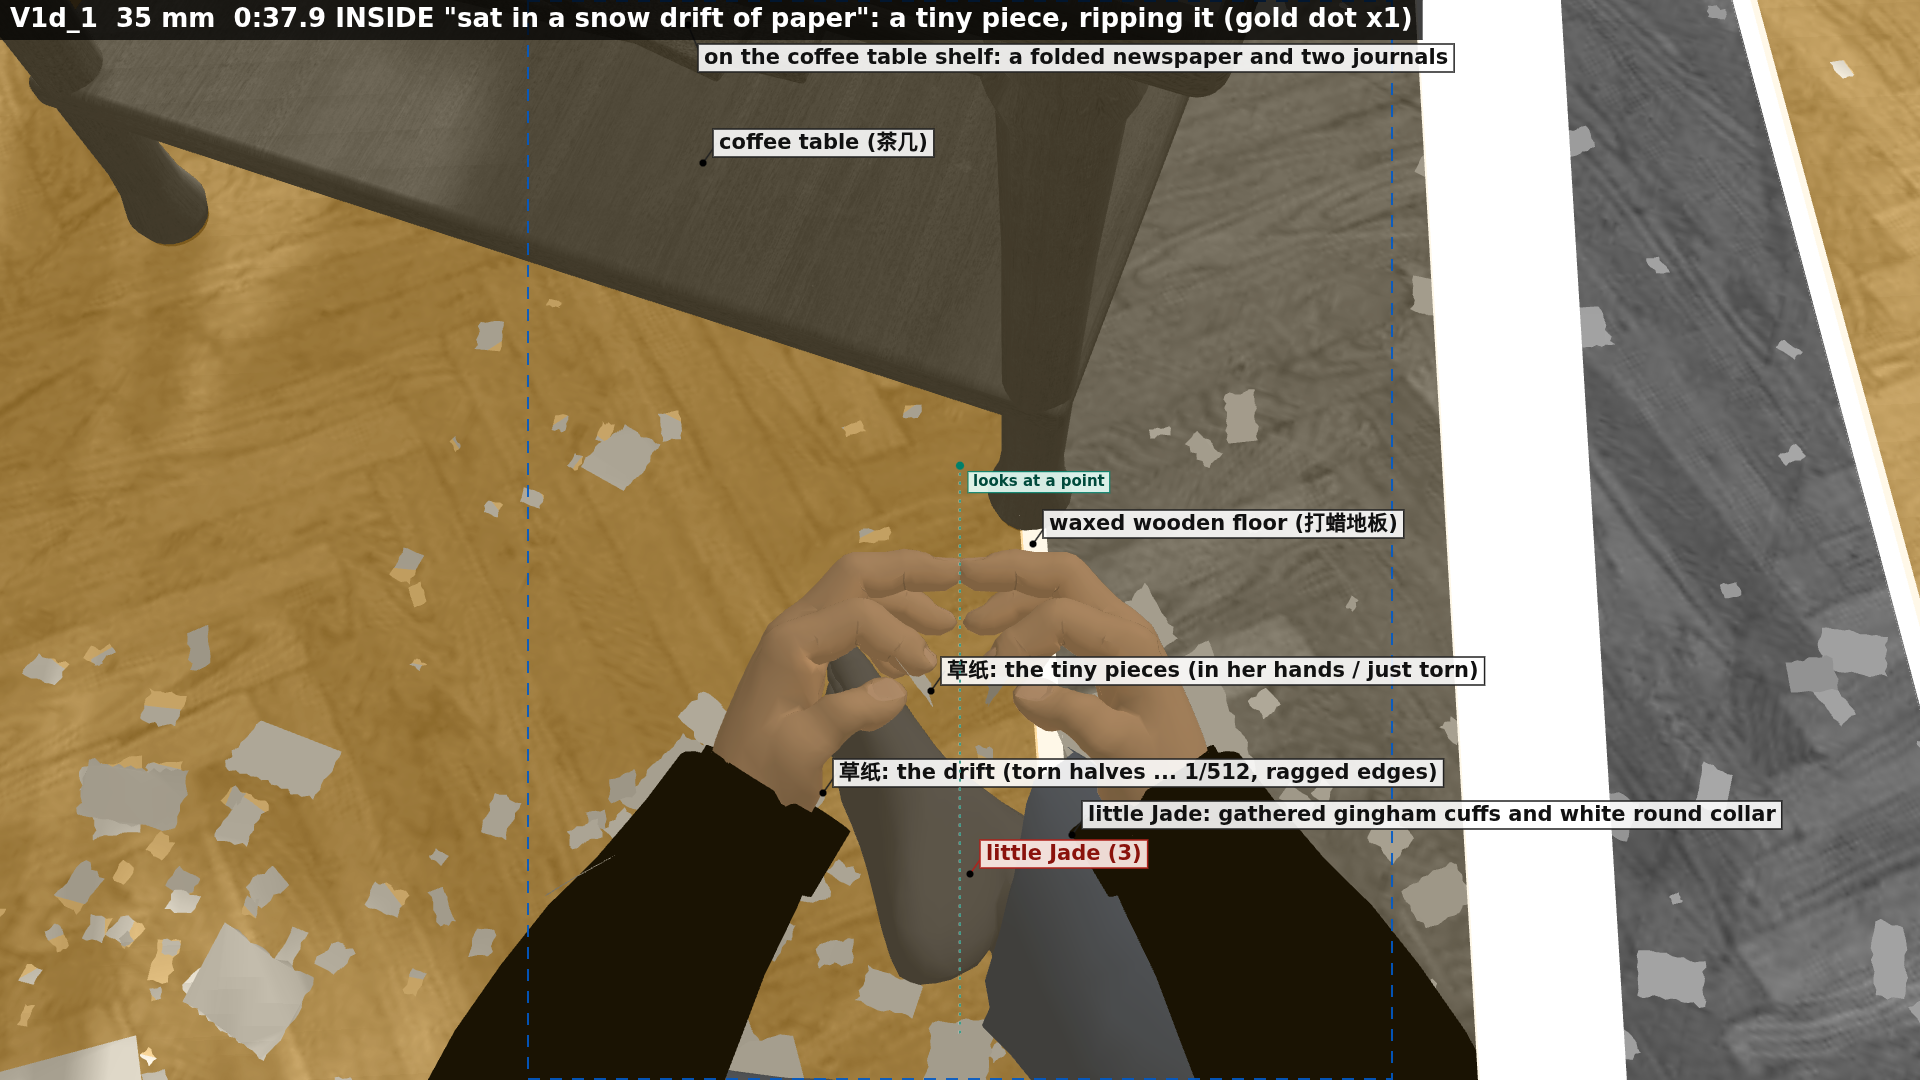 V1d_1 35 mm 0:37.9 INSIDE "sat in a snow drift of paper": a tiny piece, ripping it (gold dot x1)
on the coffee table shelf: a folded newspaper and two journals
coffee table (茶几)
looks at a point
waxed wooden floor (打蜡地板)
草纸: the tiny pieces (in her hands / just torn)
草纸: the drift (torn halves ... 1/512, ragged edges)
little Jade: gathered gingham cuffs and white round collar
little Jade (3)